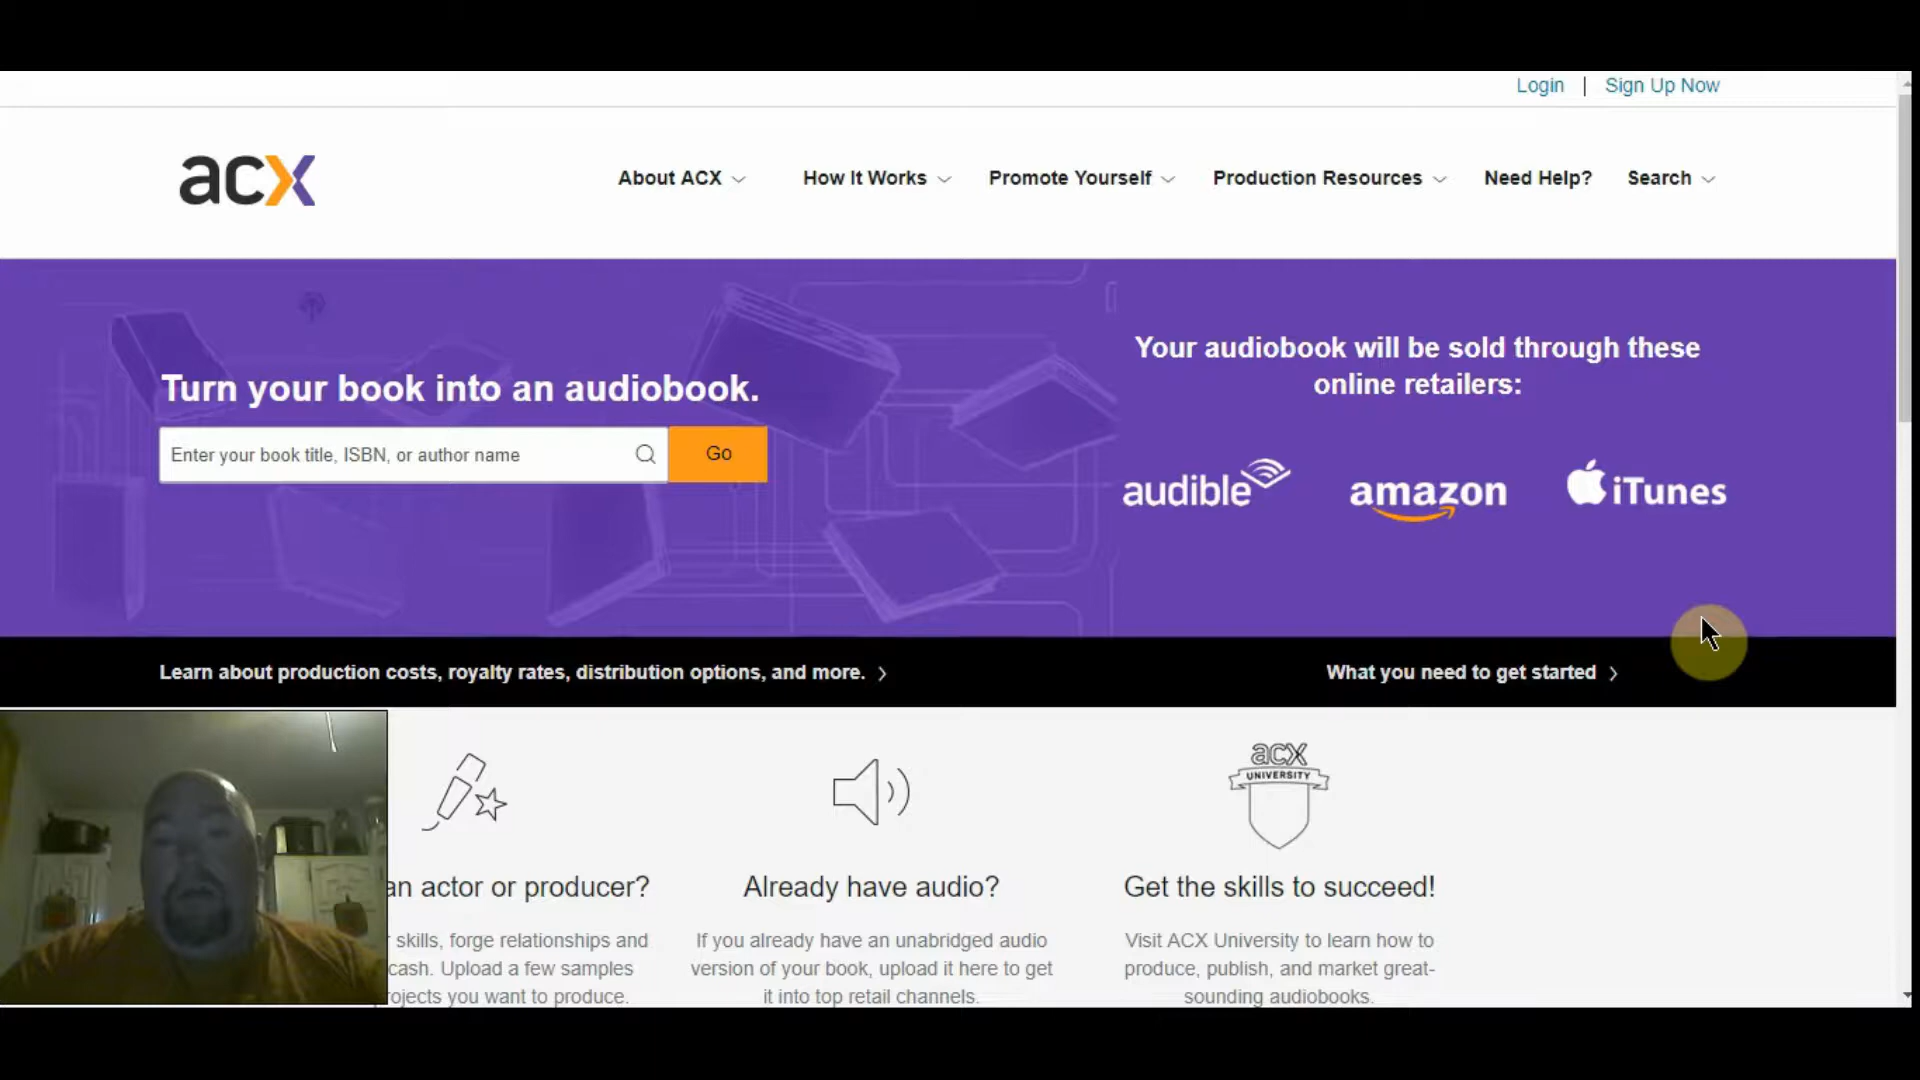 Login | Sign Up Now
acx
About ACX
How It Works
Promote Yourself
Production Resources
Need Help?
Search
Your audiobook will be sold through these
online retailers:
Turn your book into an audiobook.
Enter your book title, ISBN, or author name
Go
audible
amazon
iTunes
Learn about production costs, royalty rates, distribution options, and more. >
What you need to get started >
acx
UNIVERSITY
an actor or producer?
skills, forge relationships and
cash. Upload a few samples
ojects you want to produce.
Already have audio?
If you already have an unabridged audio
version of your book, upload it here to get
it into top retail channels.
Get the skills to succeed!
Visit ACX University to learn how to
produce, publish, and market great-
sounding audiobooks.